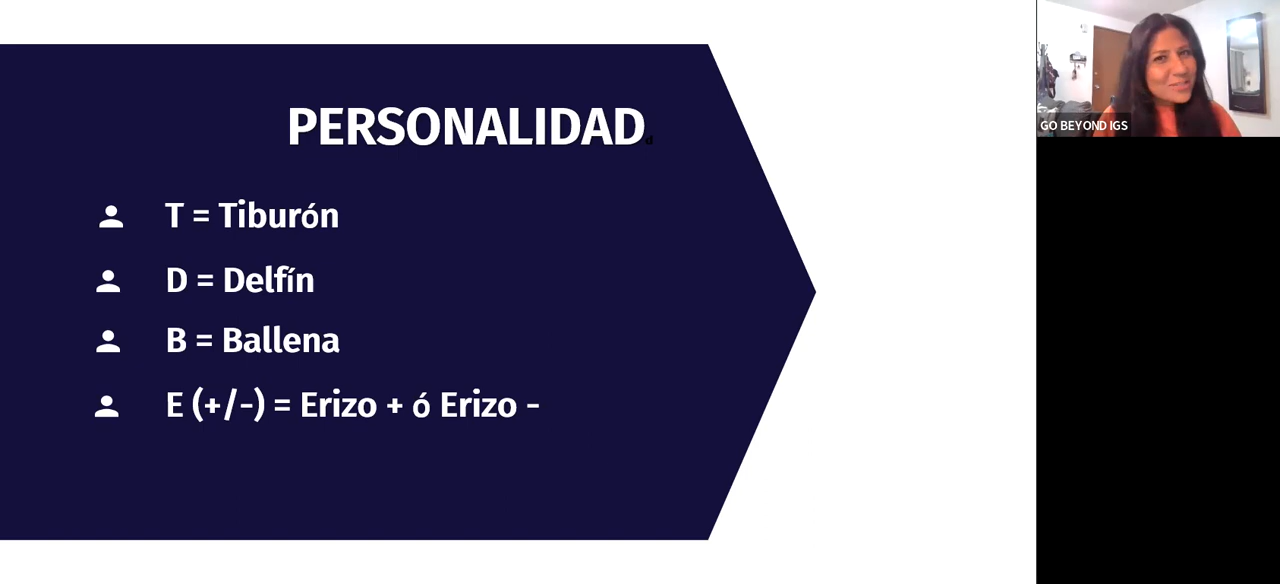 PERSONALIDAD d
T = Tiburón
D = Delfín
B = Ballena
E (+/-) = Erizo + ó Erizo -
GO BEYOND IGS